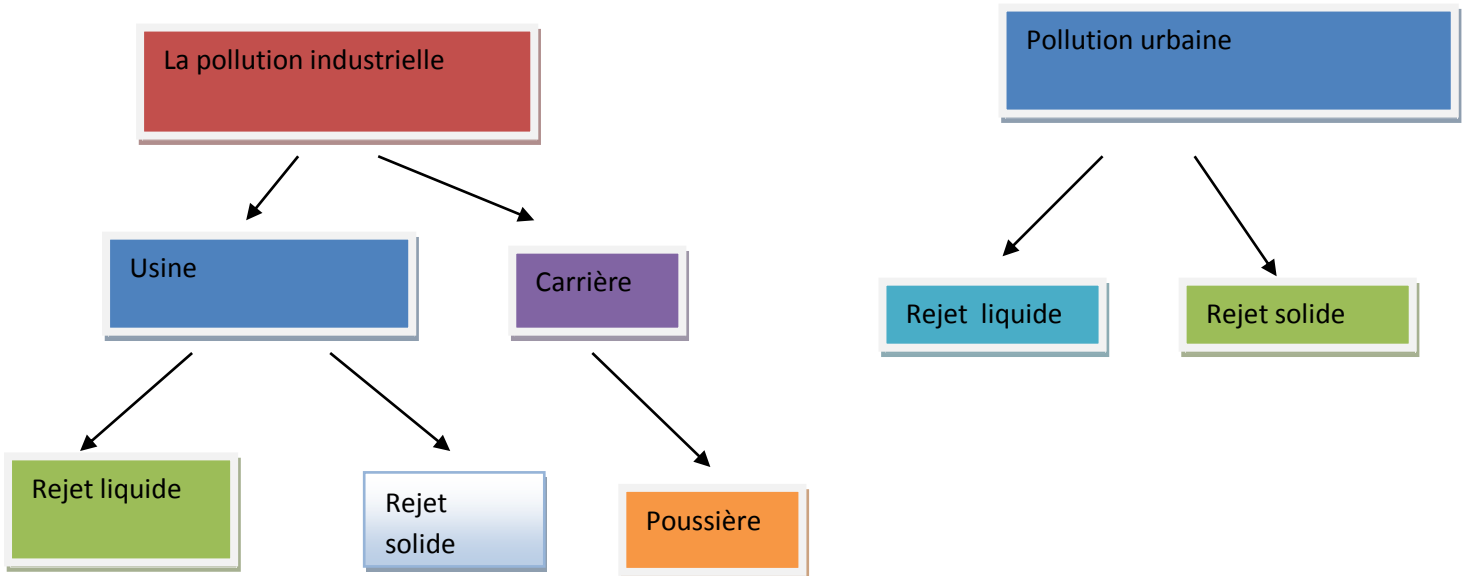 La pollution industrielle
Pollution urbaine
Usine
Carrière
Rejet  liquide
Rejet solide
Rejet liquide
Rejet
solide
Poussière